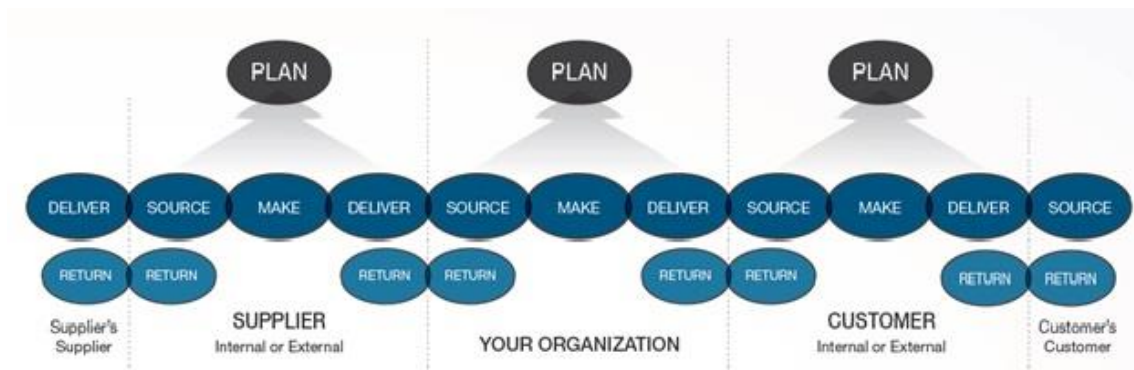 PLAN PLAN PLAN
DELIVER SOURCE MAKE DELIVER SOURCE MAKE DELIVER SOURCE MAKE DELIVER SOURCE
RETURN RETURN RETURN RETURN RETURN RETURN RETURN RETURN
Supplier's
Supplier
SUPPLIER
Internal or External
YOUR ORGANIZATION
CUSTOMER
Internal or External
Customer's
Customer